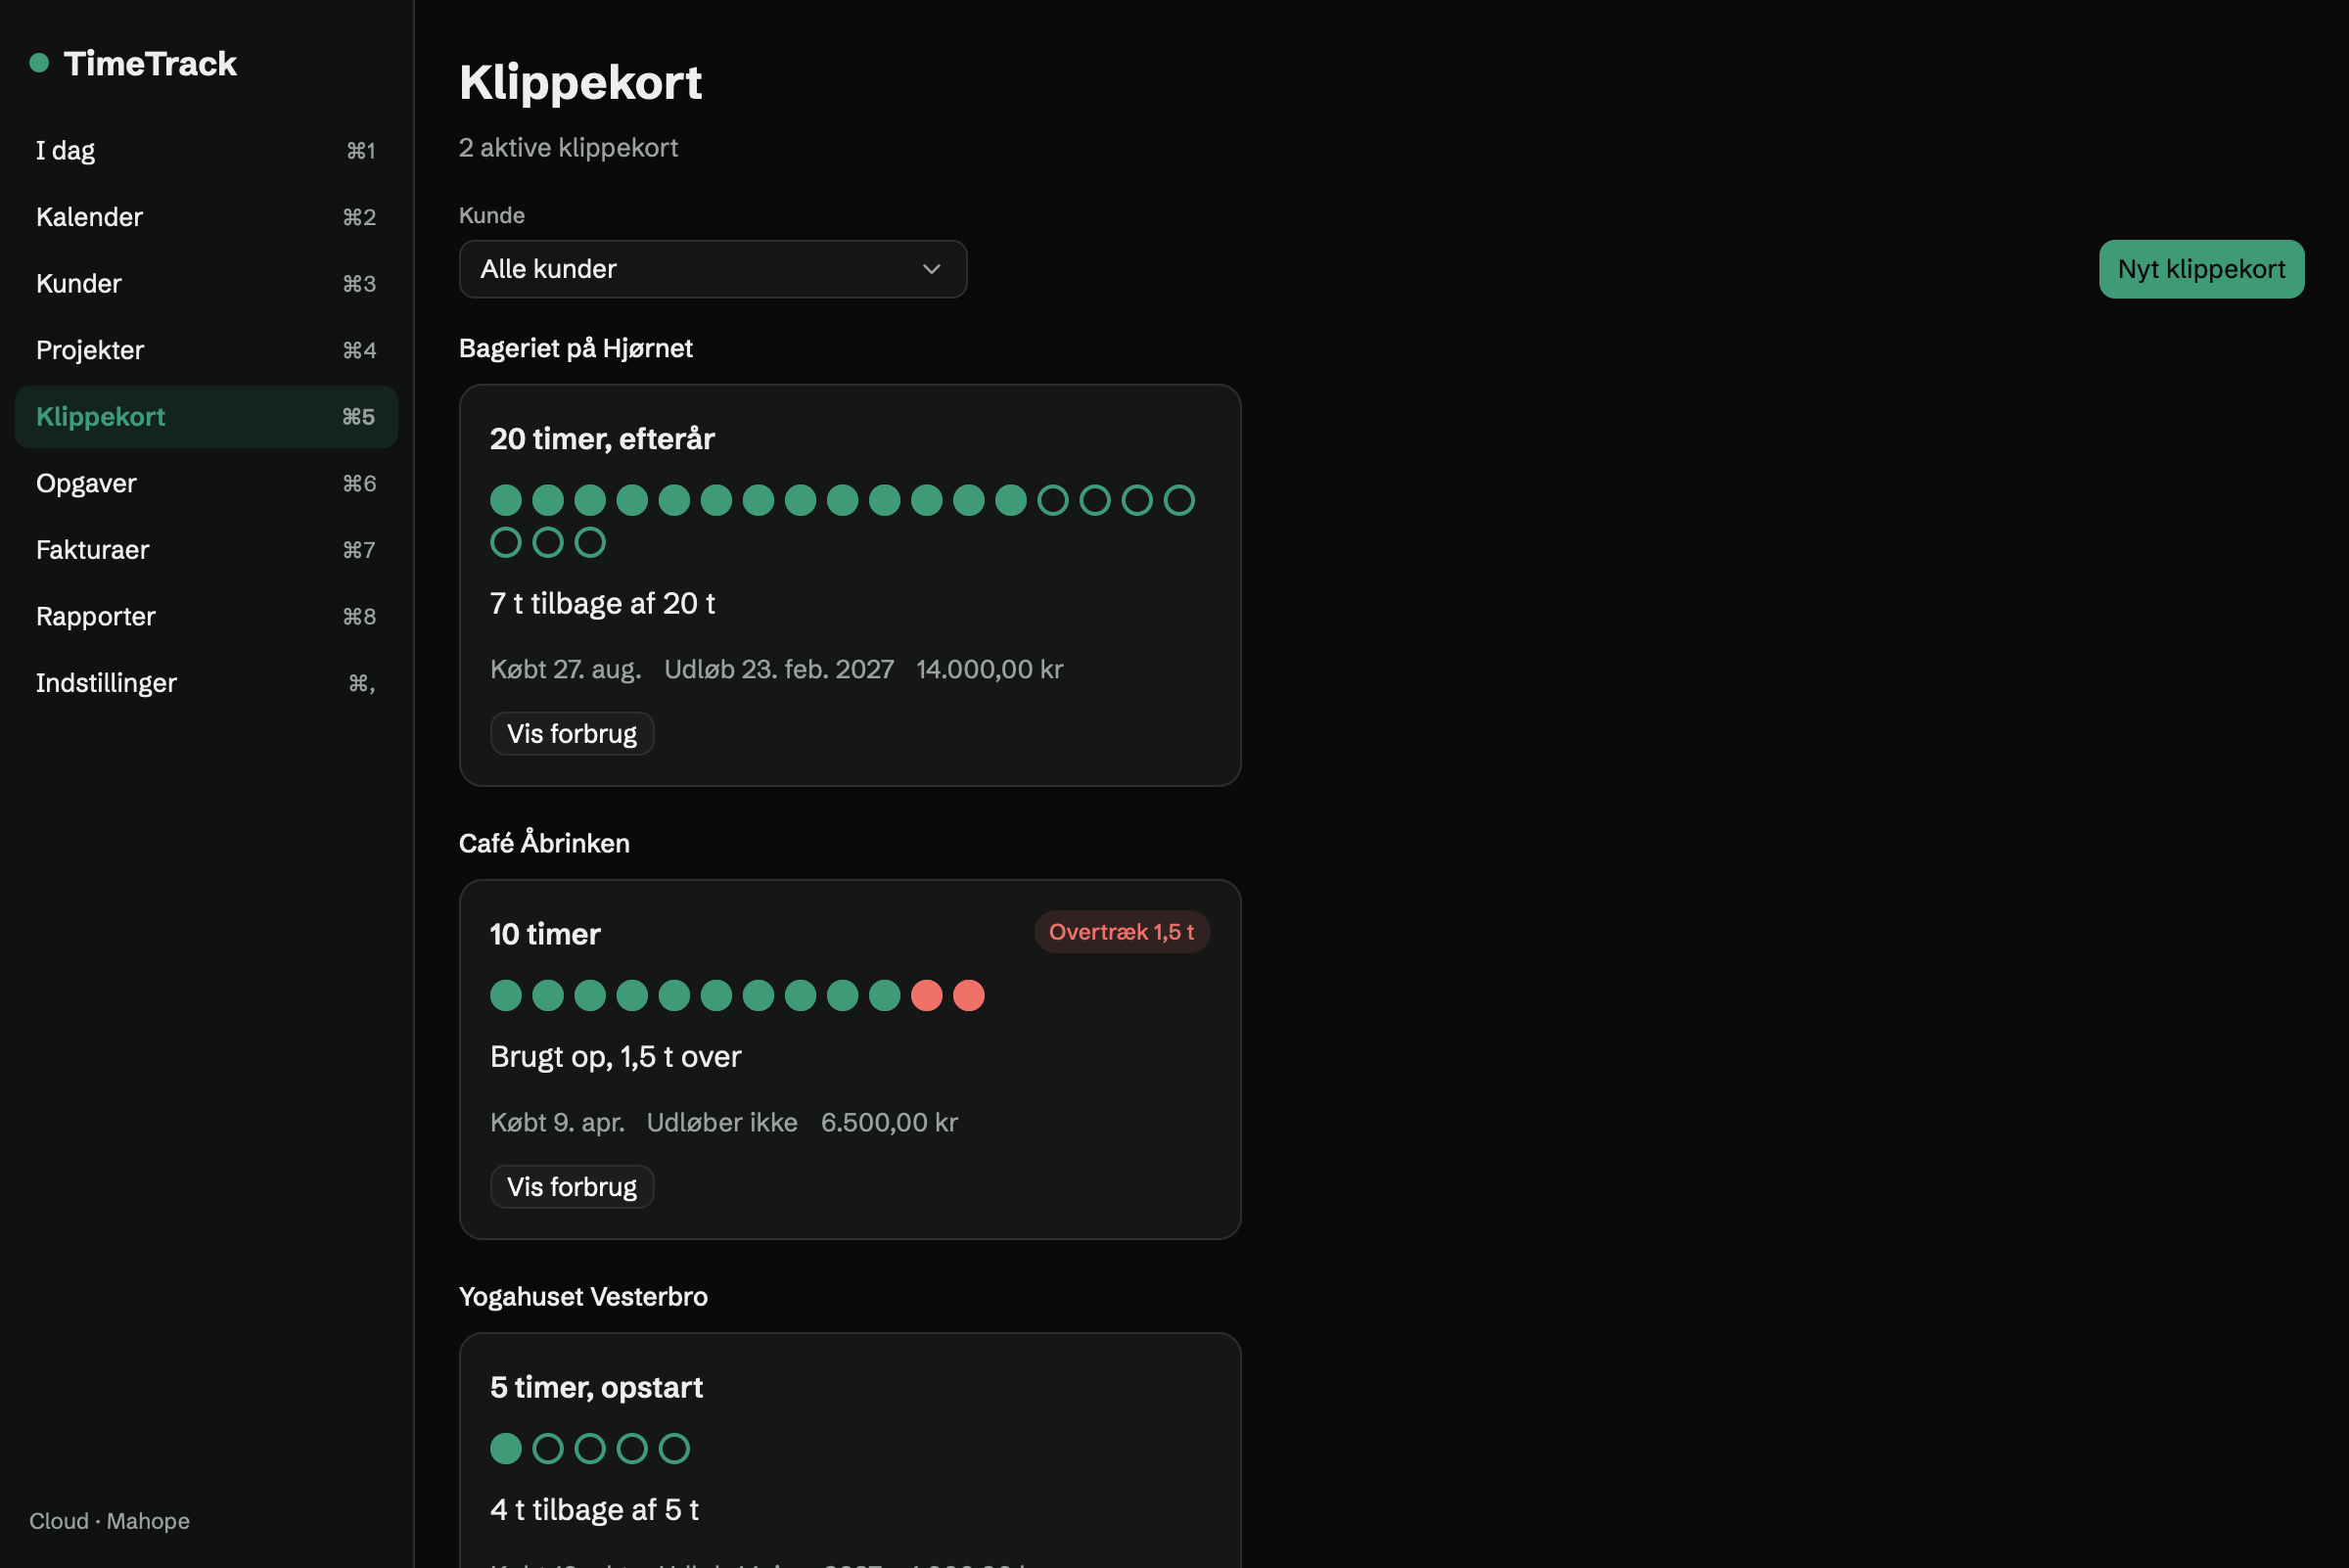 TimeTrack
I dag ⌘1
Kalender ⌘2
Kunder ⌘3
Projekter ⌘4
Klippekort ⌘5
Opgaver ⌘6
Fakturaer ⌘7
Rapporter ⌘8
Indstillinger ⌘,
Cloud · Mahope
Klippekort
2 aktive klippekort
Kunde
Alle kunder
Nyt klippekort
Bageriet på Hjørnet
20 timer, efterår
7 t tilbage af 20 t
Købt 27. aug. Udløb 23. feb. 2027 14.000,00 kr
Vis forbrug
Café Åbrinken
10 timer
Overtræk 1,5 t
Brugt op, 1,5 t over
Købt 9. apr. Udløber ikke 6.500,00 kr
Vis forbrug
Yogahuset Vesterbro
5 timer, opstart
4 t tilbage af 5 t